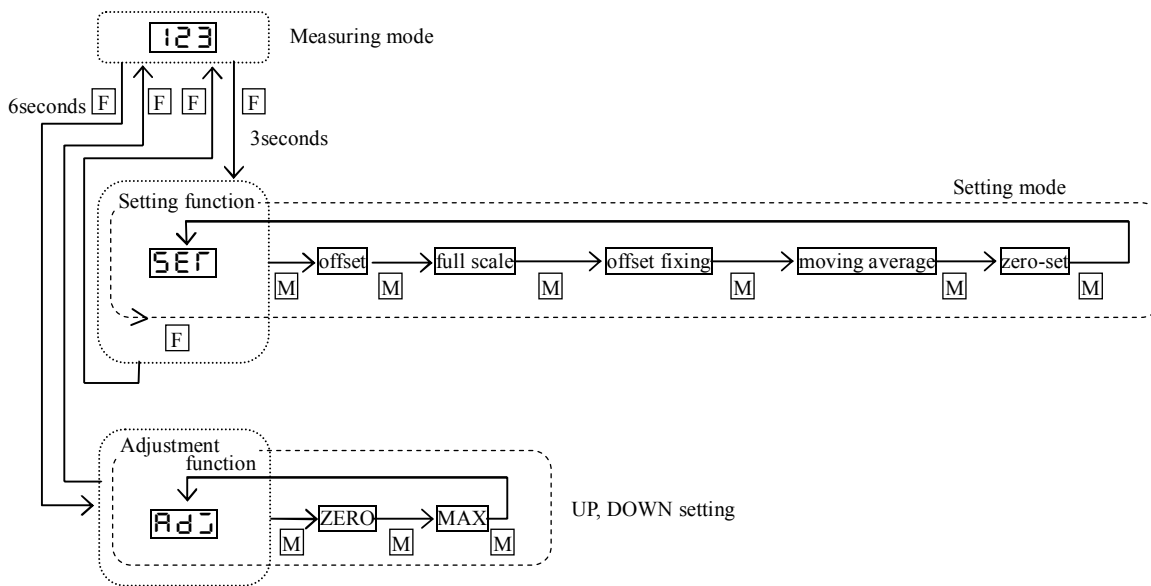 123
Measuring mode
6seconds F F F F
3seconds
Setting function
Setting mode
SET
offset
full scale
offset fixing
moving average
zero-set
M M M M M M
F
Adjustment
function
AdJ
ZERO
MAX
UP, DOWN setting
M M M